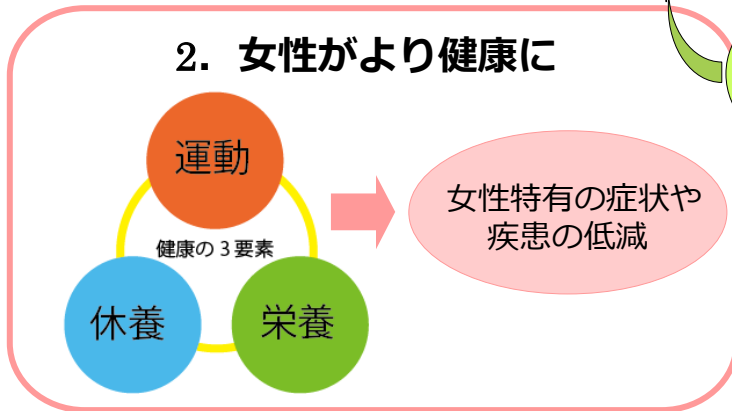 2. 女性がより健康に
運動
健康の3要素
休養
栄養
女性特有の症状や
疾患の低減